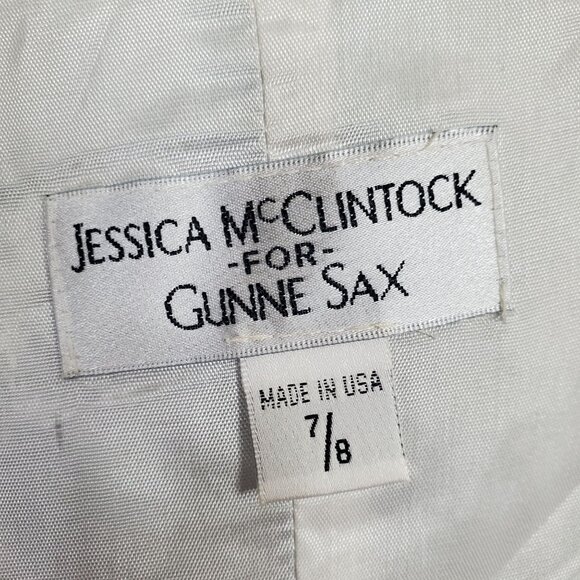 JESSICA McCLINTOCK
-FOR-
GUNNE SAX
MADE IN USA
7/8